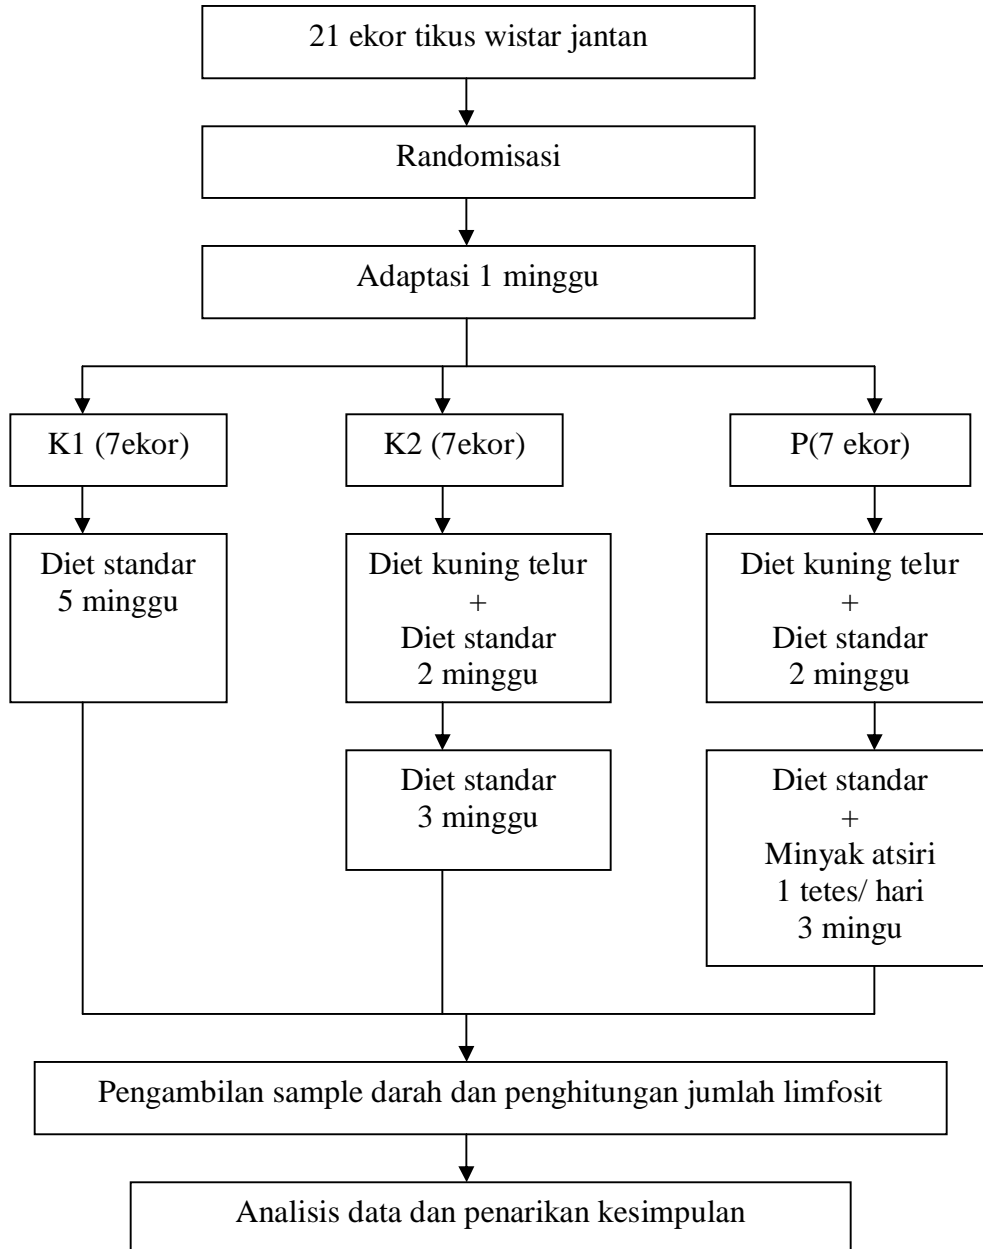 21 ekor tikus wistar jantan
Randomisasi
Adaptasi 1 minggu
K1 (7ekor)
K2 (7ekor)
P(7 ekor)
Diet standar
5 minggu
Diet kuning telur
+
Diet standar
2 minggu
Diet kuning telur
+
Diet standar
2 minggu
Diet standar
3 minggu
Diet standar
+
Minyak atsiri
1 tetes/ hari
3 mingu
Pengambilan sample darah dan penghitungan jumlah limfosit
Analisis data dan penarikan kesimpulan